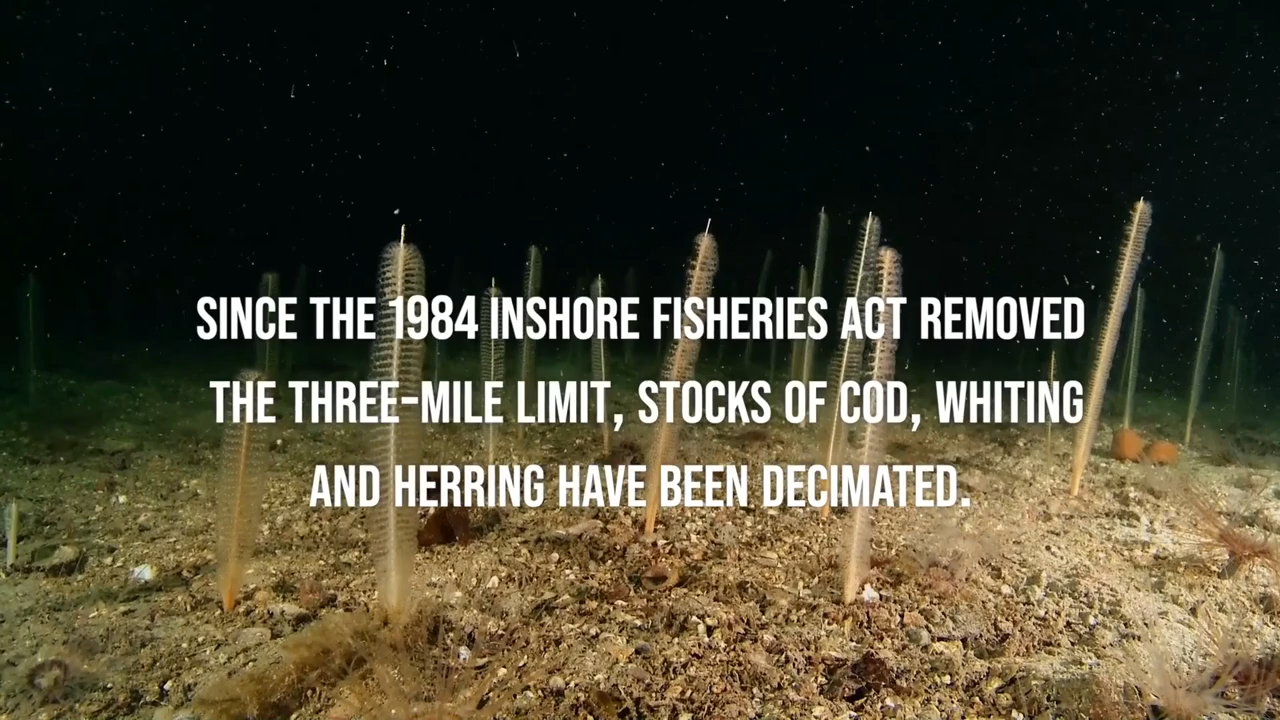 SINCE THE 1984 INSHORE FISHERIES ACT REMOVED
THE THREE-MILE LIMIT, STOCKS OF COD, WHITING
AND HERRING HAVE BEEN DECIMATED.